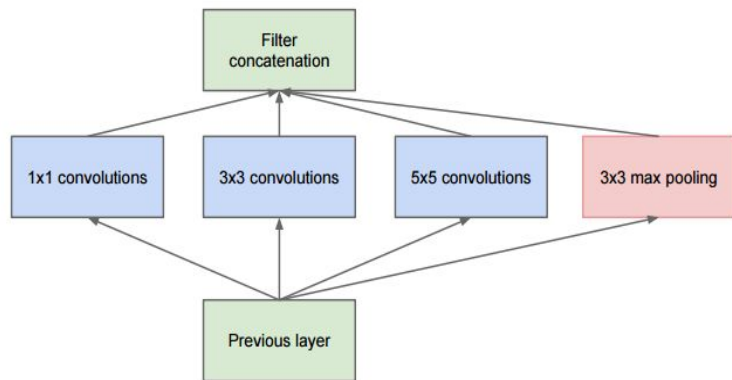 Filter
concatenation
1x1 convolutions
3x3 convolutions
5x5 convolutions
3x3 max pooling
Previous layer